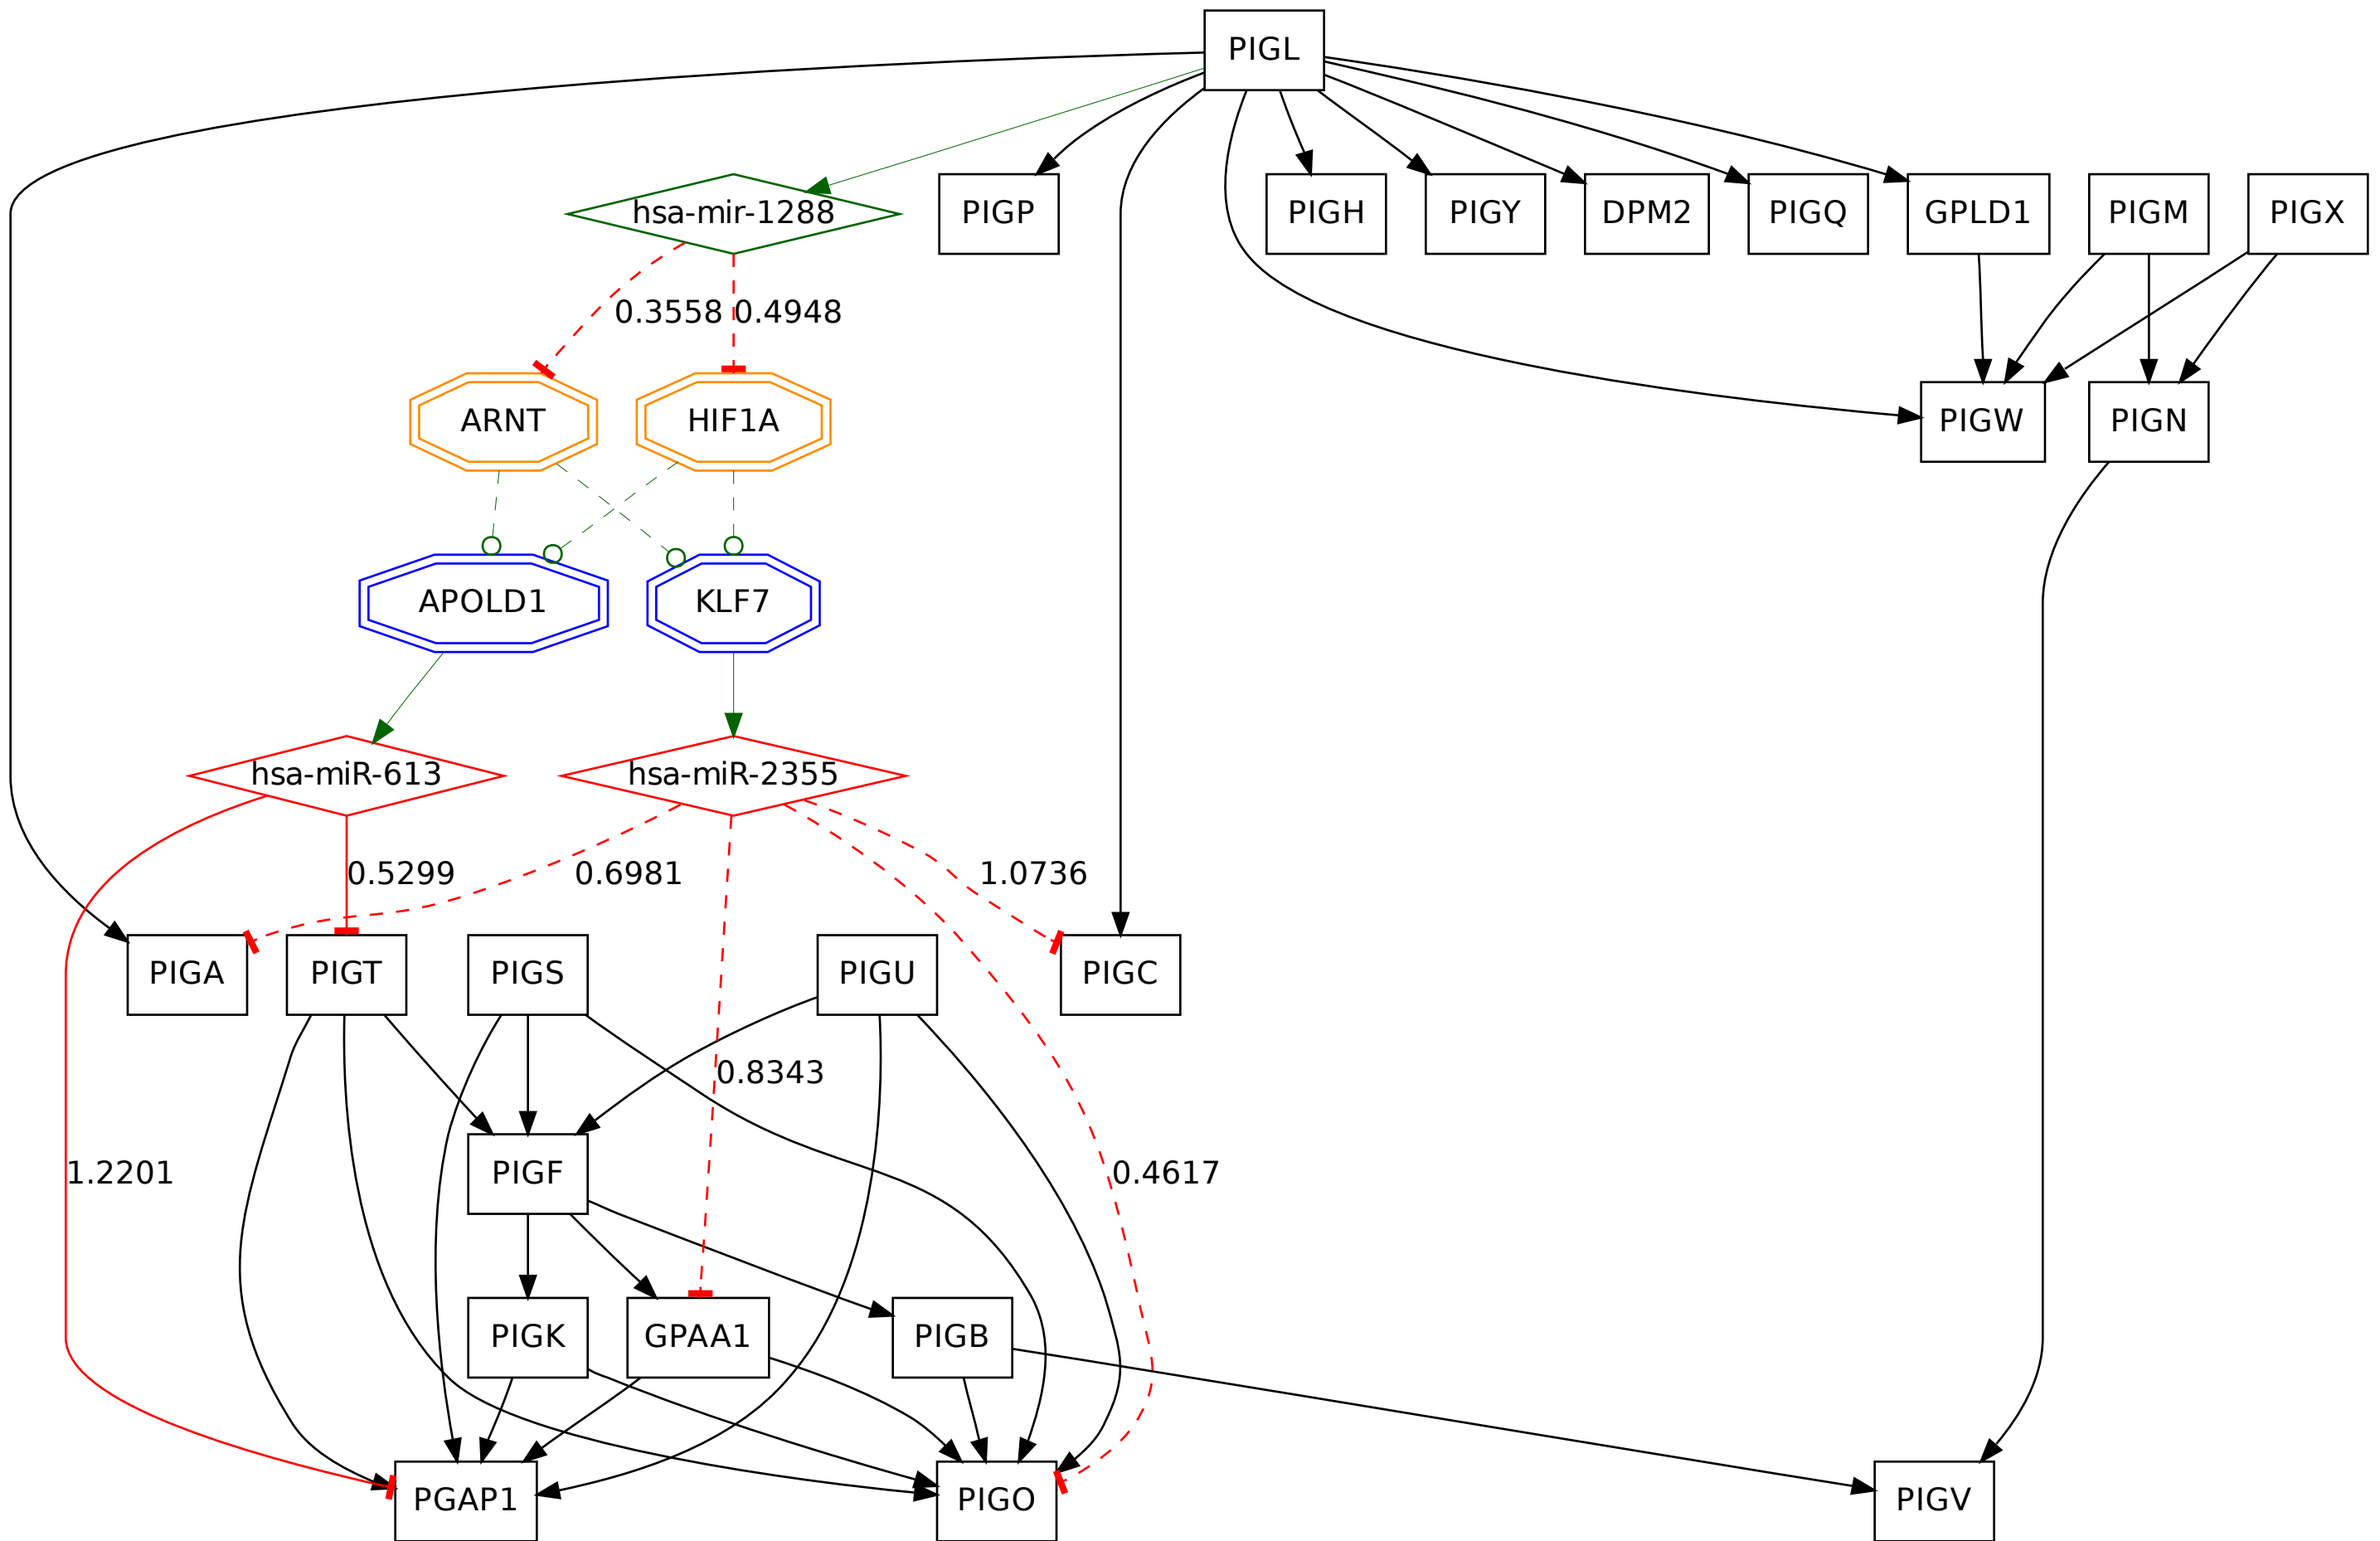 PIGL
hsa-mir-1288
PIGP
PIGH
PIGY
DPM2
PIGQ
GPLD1
PIGM
PIGX
0.3558
0.4948
ARNT
HIF1A
PIGW
PIGN
APOLD1
KLF7
hsa-miR-613
hsa-miR-2355
0.5299
0.6981
1.0736
PIGA
PIGT
PIGS
PIGU
PIGC
0.8343
1.2201
PIGF
0.4617
PIGK
GPAA1
PIGB
PGAP1
PIGO
PIGV